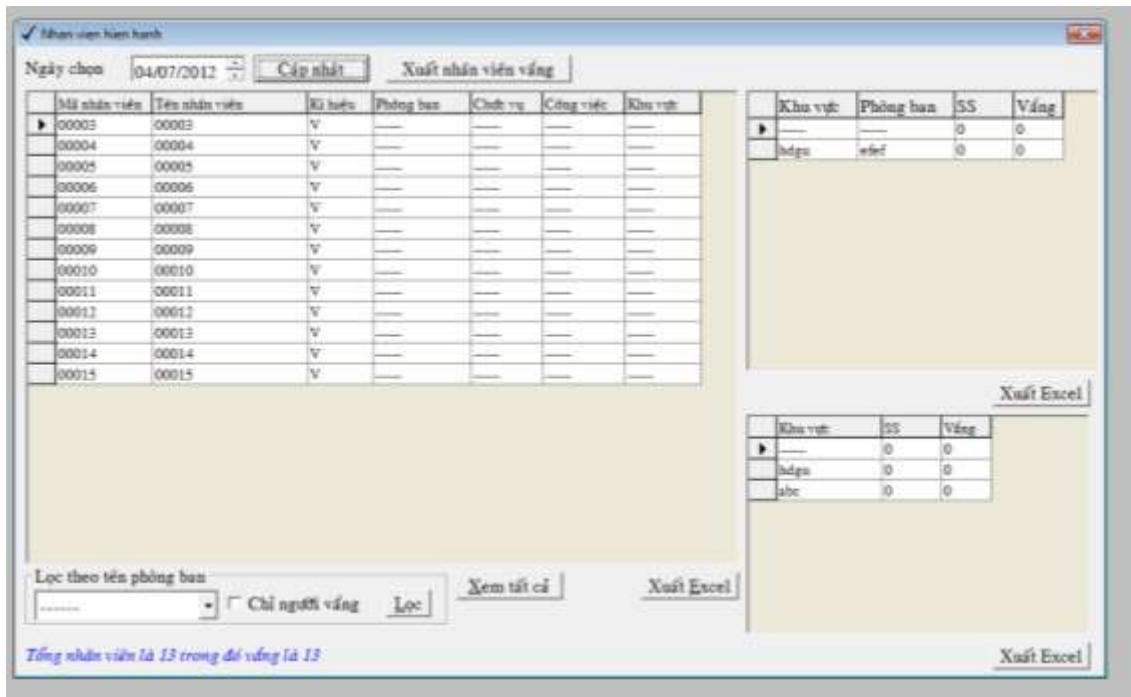 Nhan vien hien hanh
Ngày chọn 04/07/2012 Cập nhật Xuất nhân viên vắng
Mã nhân viên Tên nhân viên Kí hiệu Phòng ban Chức vụ Công việc Khu vực
00003 00003 V ------ ------ ------ ------
00004 00004 V ------ ------ ------ ------
00005 00005 V ------ ------ ------ ------
00006 00006 V ------ ------ ------ ------
00007 00007 V ------ ------ ------ ------
00008 00008 V ------ ------ ------ ------
00009 00009 V ------ ------ ------ ------
00010 00010 V ------ ------ ------ ------
00011 00011 V ------ ------ ------ ------
00012 00012 V ------ ------ ------ ------
00013 00013 V ------ ------ ------ ------
00014 00014 V ------ ------ ------ ------
00015 00015 V ------ ------ ------ ------
Khu vực Phòng ban SS Vắng
------ ------ 0 0
hdgu efef 0 0
Xuất Excel
Khu vực SS Vắng
------ 0 0
hdgu 0 0
abc 0 0
Lọc theo tên phòng ban
------- Chỉ người vắng Lọc Xem tất cả Xuất Excel
Tổng nhân viên là 13 trong đó vắng là 13
Xuất Excel